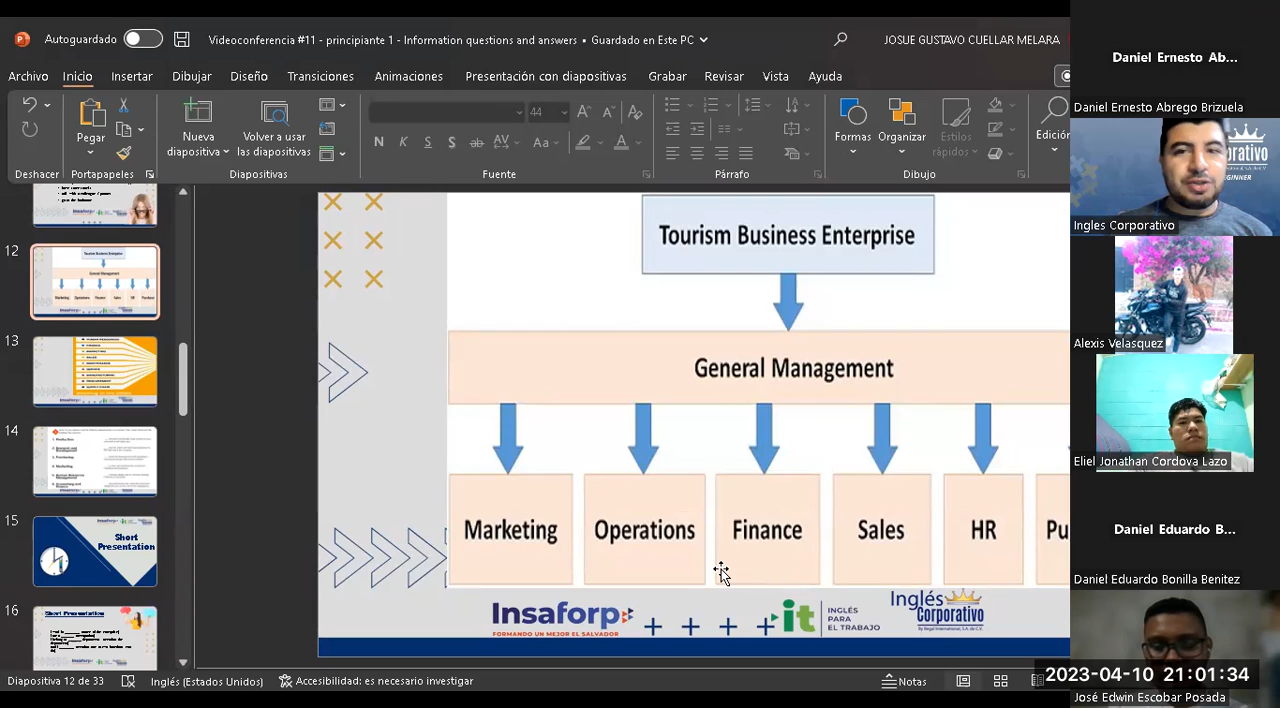 Autoguardado
Videoconferencia #11 - principiante 1 - Information questions and answers • Guardado en Este PC
JOSUE GUSTAVO CUELLAR MELARA
Archivo Inicio Insertar Dibujar Diseño Transiciones Animaciones Presentación con diapositivas Grabar Revisar Vista Ayuda
Pegar
Nueva diapositiva
Volver a usar las diapositivas
44
N K S S ab AV Aa A
Formas Organizar Estilos rápidos Edición
Deshacer Portapapeles Diapositivas Fuente Párrafo Dibujo
12
13
14
15
Short
Presentation
16
Short Presentation
Tourism Business Enterprise
General Management
Marketing Operations Finance Sales HR Pu
Insaforp
FORMANDO UN MEJOR EL SALVADOR
it
INGLÉS
PARA
EL TRABAJO
Inglés
Corporativo
Diapositiva 12 de 33 Inglés (Estados Unidos) Accesibilidad: es necesario investigar Notas
Daniel Ernesto Ab...
Daniel Ernesto Abrego Brizuela
Ingles Corporativo
Alexis Velasquez
Eliel Jonathan Cordova Lazo
Daniel Eduardo B...
Daniel Eduardo Bonilla Benitez
2023-04-10 21:01:34
José Edwin Escobar Posada